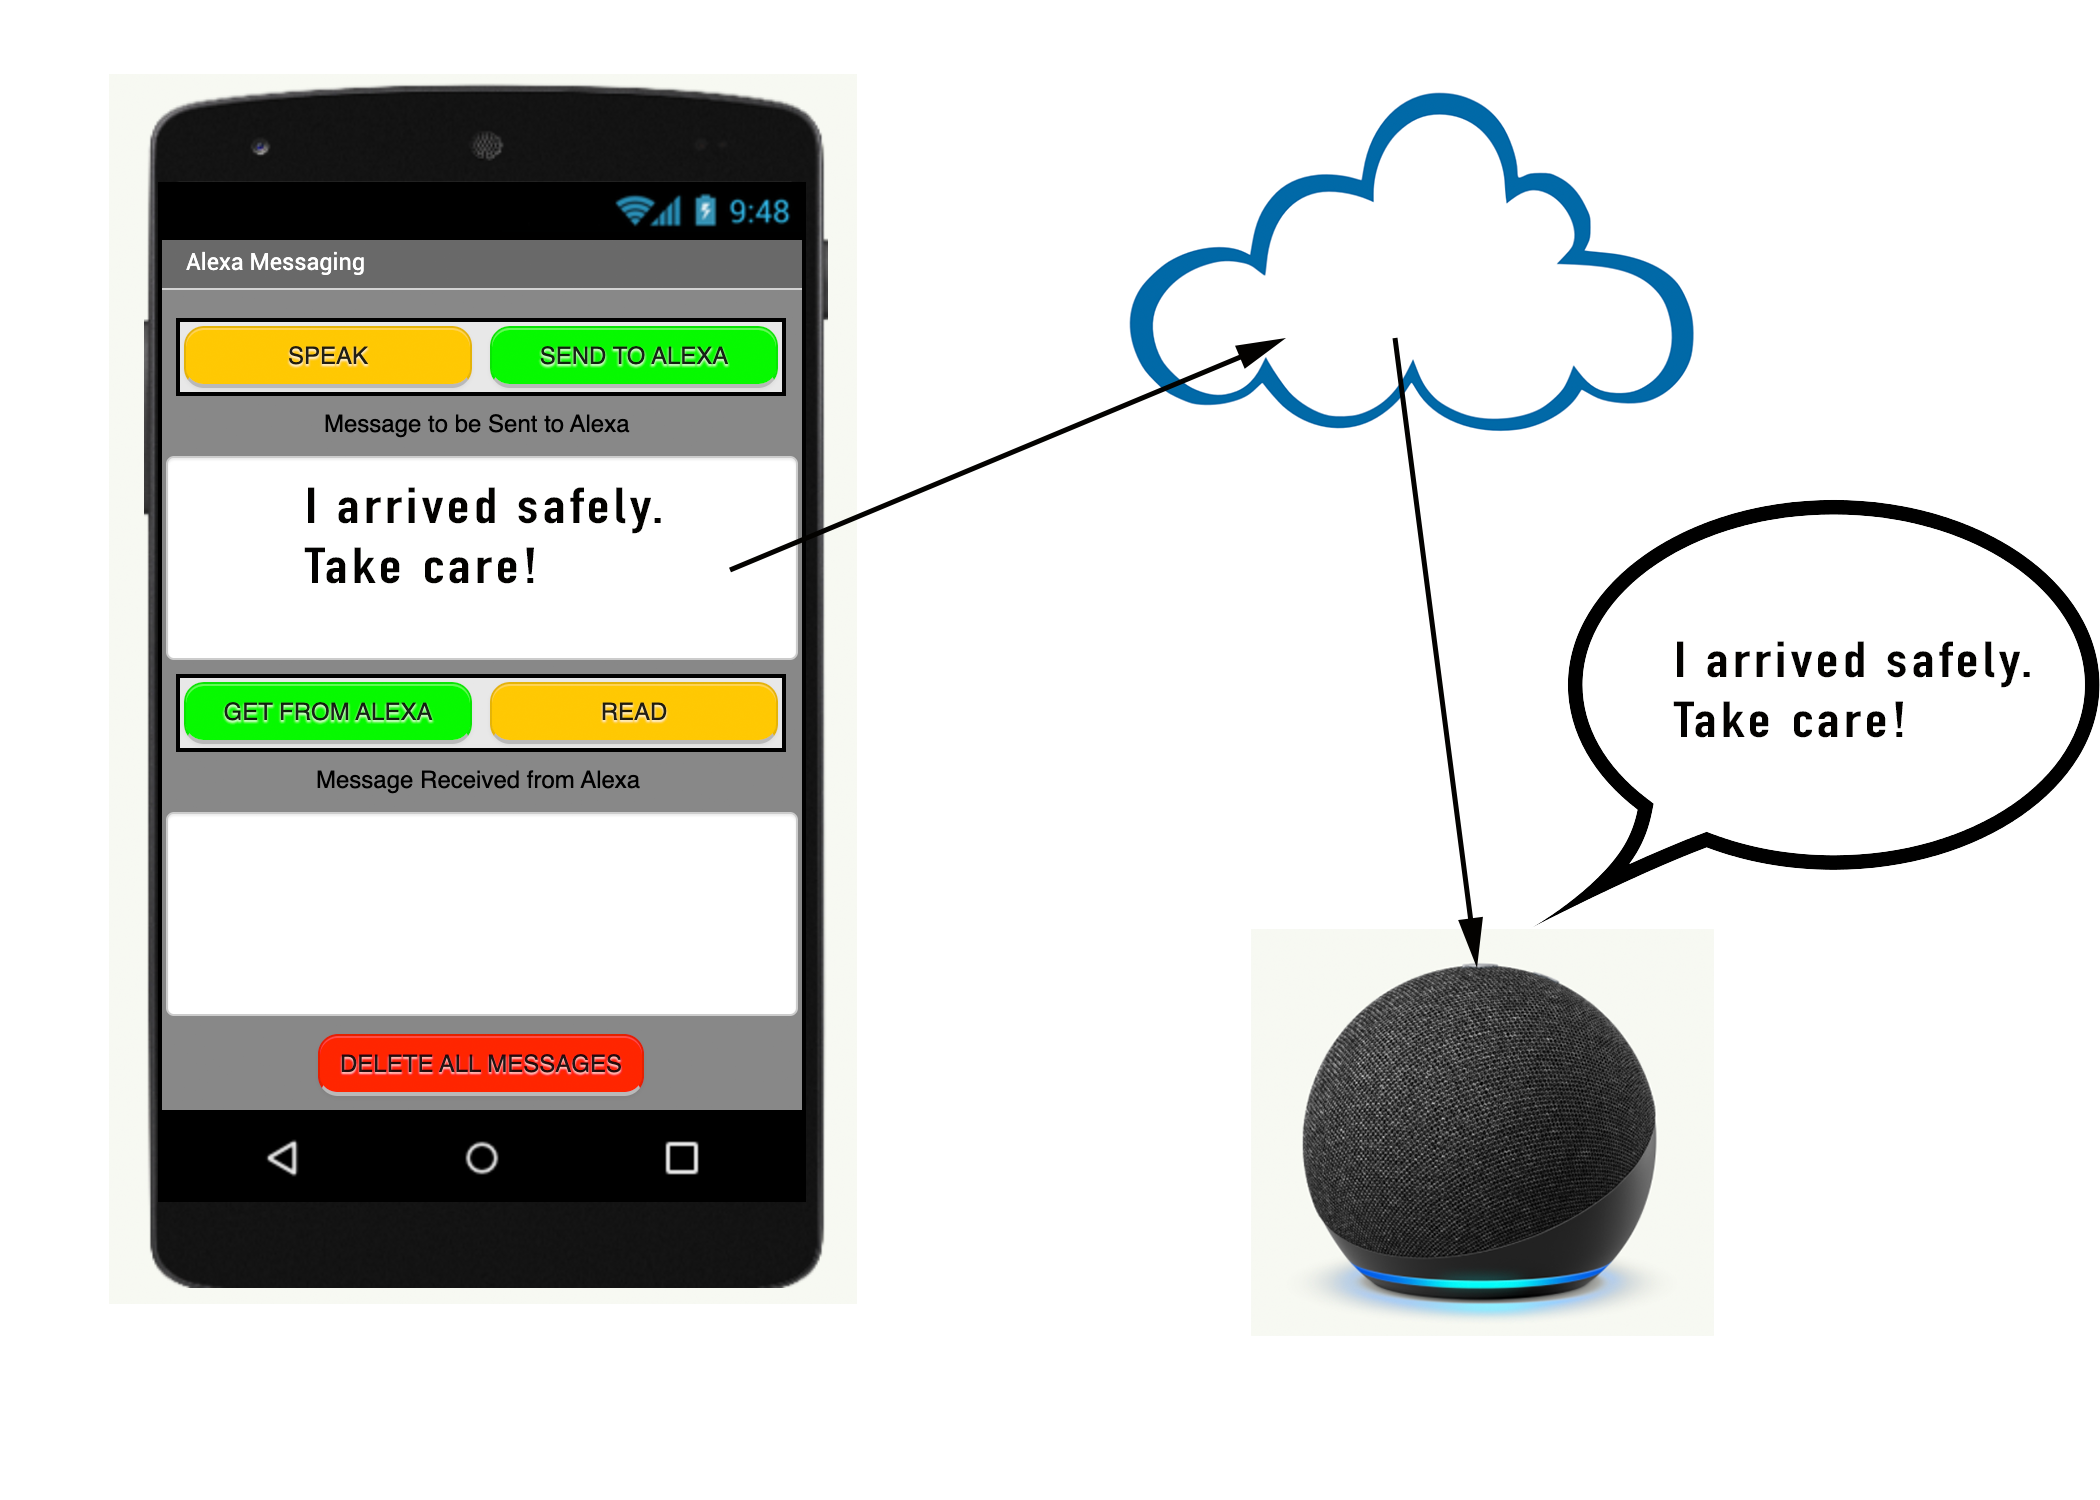 9:48
Alexa Messaging
SPEAK
SEND TO ALEXA
Message to be Sent to Alexa
I arrived safely.
Take care!
GET FROM ALEXA
READ
Message Received from Alexa
DELETE ALL MESSAGES
I arrived safely.
Take care!